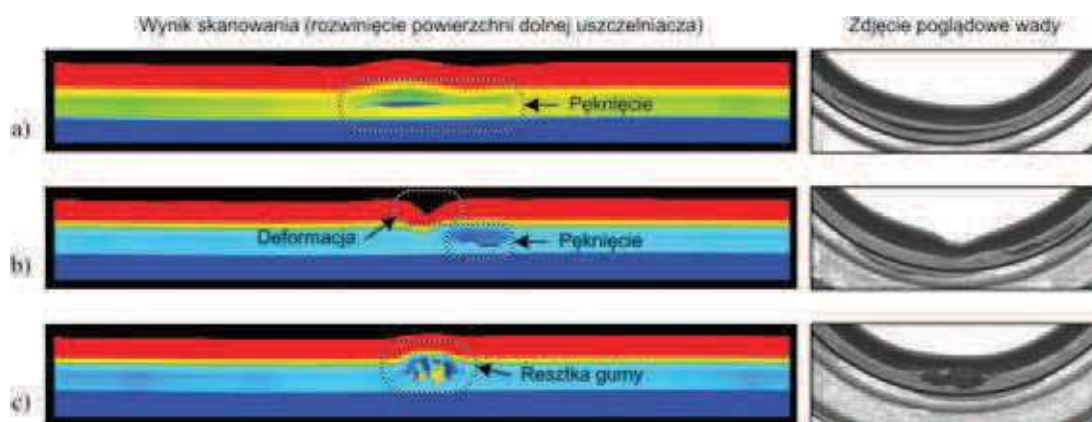 Wynik skanowania (rozwinięcie powierzchni dolnej uszczelniacza)
Zdjęcie poglądowe wady
a)
Pęknięcie
b)
Deformacja
Pęknięcie
c)
Resztka gumy